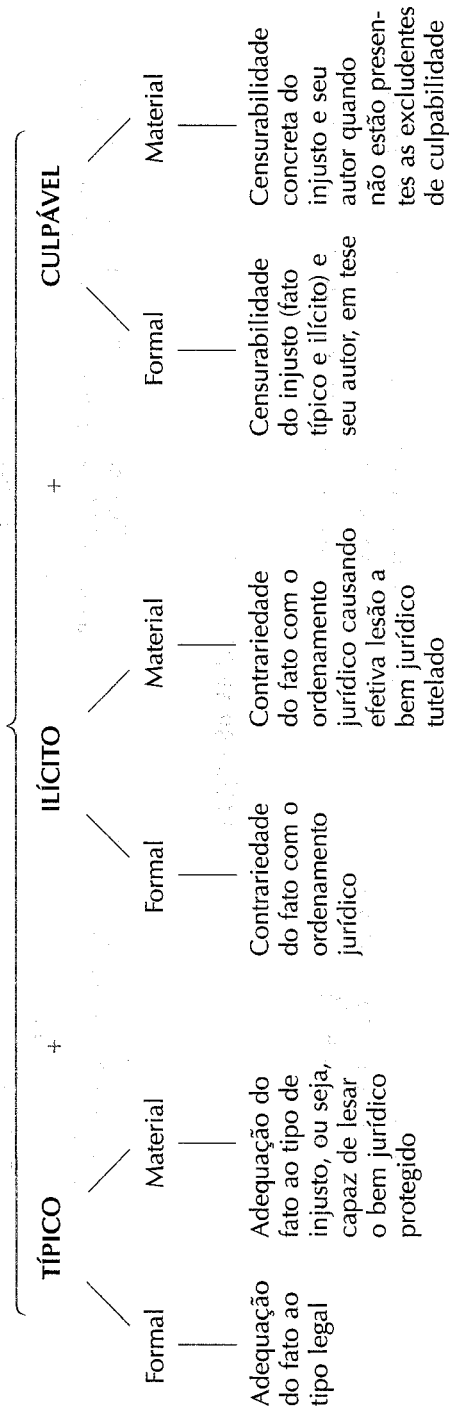 TÍPICO + ILÍCITO + CULPÁVEL
Formal Material Formal Material Formal Material
Adequação
do fato ao
tipo legal
Adequação do
fato ao tipo de
injusto, ou seja,
capaz de lesar
o bem jurídico
protegido
Contrariedade
do fato com o
ordenamento
jurídico
Contrariedade
do fato com o
ordenamento
jurídico causando
efetiva lesão a
bem jurídico
tutelado
Censurabilidade
do injusto (fato
típico e ilícito) e
seu autor, em tese
Censurabilidade
concreta do
injusto e seu
autor quando
não estão presen-
tes as excludentes
de culpabilidade